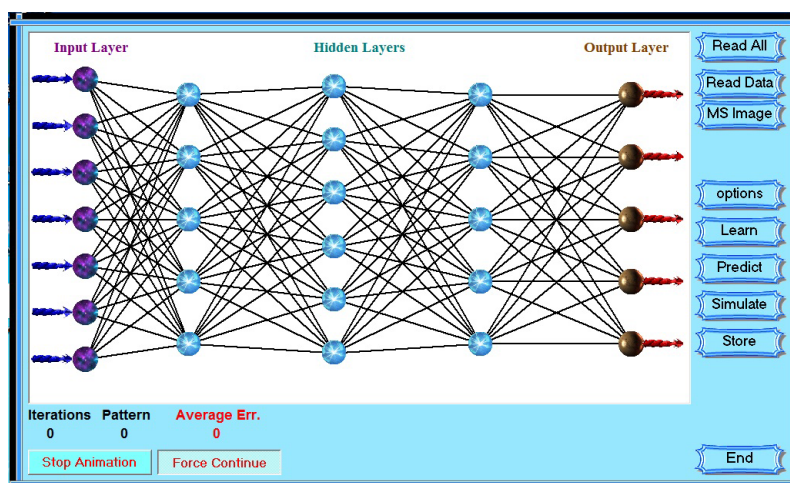 Input Layer
Hidden Layers
Output Layer
Read All
Read Data
MS Image
options
Learn
Predict
Simulate
Store
Iterations Pattern Average Err.
0 0 0
Stop Animation
Force Continue
End